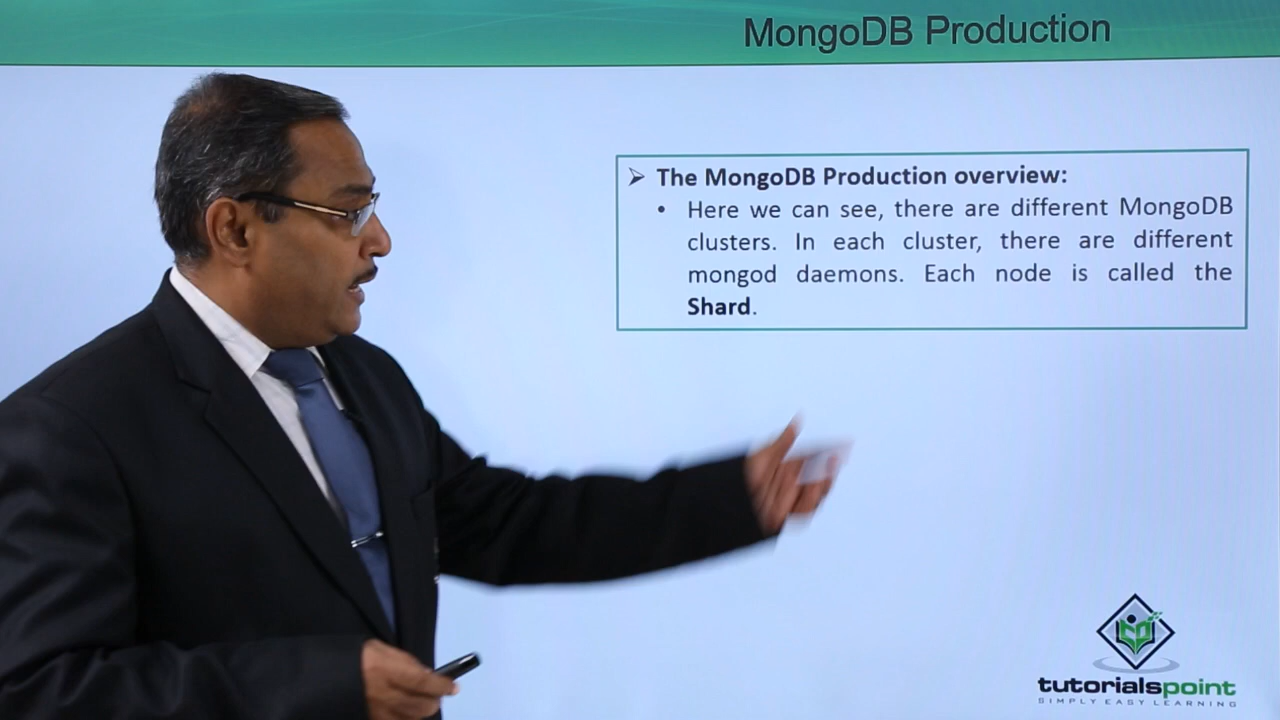 MongoDB Production
➢ The MongoDB Production overview:
• Here we can see, there are different MongoDB
clusters. In each cluster, there are different
mongod daemons. Each node is called the
Shard.
tutorialspoint
SIMPLY EASY LEARNING